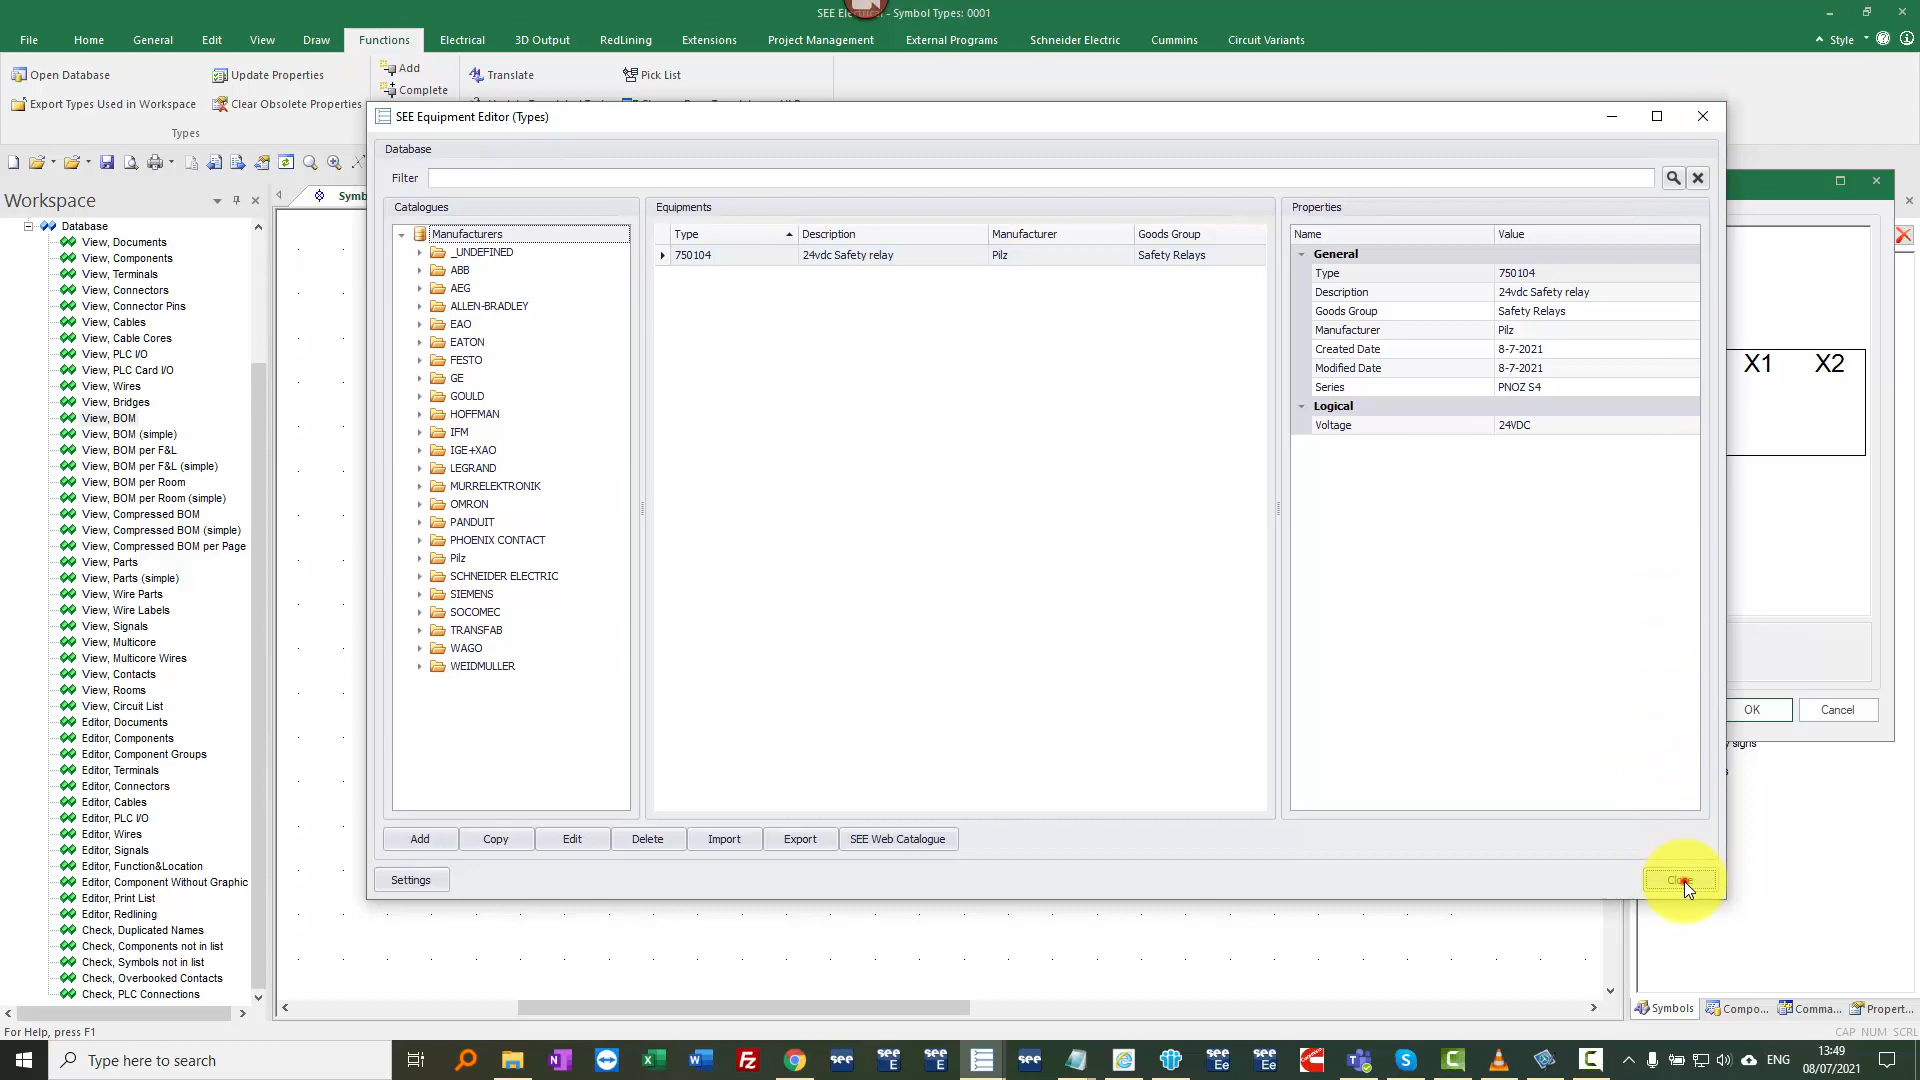 SEE Elec - Symbol Types: 0001
File Home General Edit View Draw Functions Electrical 3D Output RedLining Extensions Project Management External Programs Schneider Electric Cummins Circuit Variants Style
Open Database Update Properties Add Translate Pick List
Export Types Used in Workspace Clear Obsolete Properties Complete
Types
SEE Equipment Editor (Types)
Database
Filter
Workspace
Symb
Catalogues Equipments Properties
Database
View, Documents
View, Components
View, Terminals
View, Connectors
View, Connector Pins
View, Cables
View, Cable Cores
View, PLC I/O
View, PLC Card I/O
View, Wires
View, Bridges
View, BOM
View, BOM (simple)
View, BOM per F&L
View, BOM per F&L (simple)
View, BOM per Room
View, BOM per Room (simple)
View, Compressed BOM
View, Compressed BOM (simple)
View, Compressed BOM per Page
View, Parts
View, Parts (simple)
View, Wire Parts
View, Wire Labels
View, Signals
View, Multicore
View, Multicore Wires
View, Contacts
View, Rooms
View, Circuit List
Editor, Documents
Editor, Components
Editor, Component Groups
Editor, Terminals
Editor, Connectors
Editor, Cables
Editor, PLC I/O
Editor, Wires
Editor, Signals
Editor, Function&Location
Editor, Component Without Graphic
Editor, Print List
Editor, Redlining
Check, Duplicated Names
Check, Components not in list
Check, Symbols not in list
Check, Overbooked Contacts
Check, PLC Connections
Manufacturers
_UNDEFINED
ABB
AEG
ALLEN-BRADLEY
EAO
EATON
FESTO
GE
GOULD
HOFFMAN
IFM
IGE+XAO
LEGRAND
MURRELEKTRONIK
OMRON
PANDUIT
PHOENIX CONTACT
Pilz
SCHNEIDER ELECTRIC
SIEMENS
SOCOMEC
TRANSFAB
WAGO
WEIDMULLER
Type Description Manufacturer Goods Group
750104 24vdc Safety relay Pilz Safety Relays
Name Value
General
Type 750104
Description 24vdc Safety relay
Goods Group Safety Relays
Manufacturer Pilz
Created Date 8-7-2021
Modified Date 8-7-2021
Series PNOZ S4
Logical
Voltage 24VDC
X1 X2
OK Cancel
Add Copy Edit Delete Import Export SEE Web Catalogue
Settings Close
Symbols Compo... Comma... Propert...
For Help, press F1
CAP NUM SCRL
Type here to search
ENG 13:49
08/07/2021